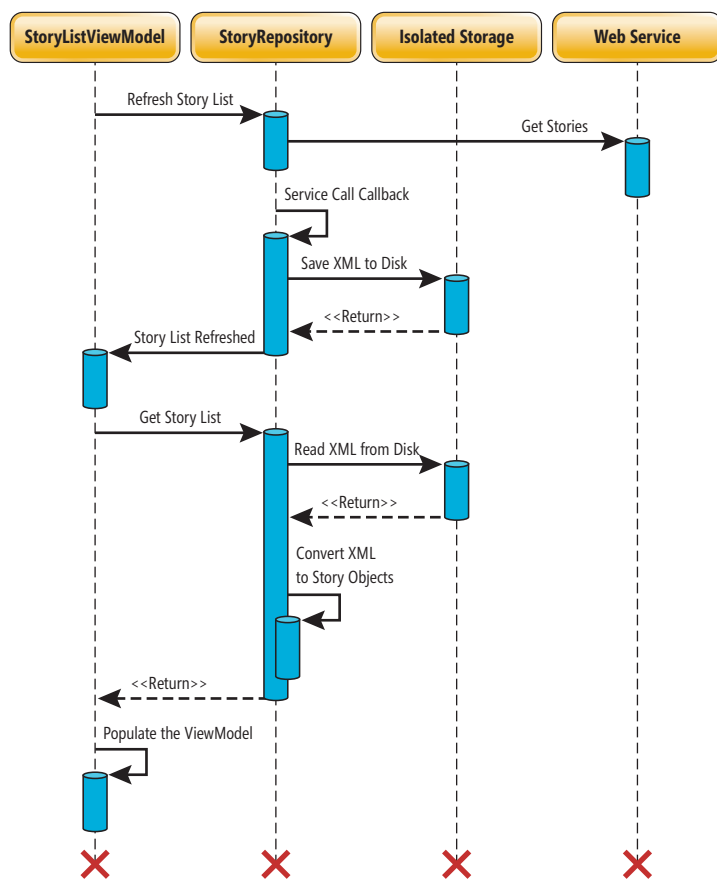 StoryListViewModel
StoryRepository
Isolated Storage
Web Service
Refresh Story List
Get Stories
Service Call Callback
Save XML to Disk
<<Return>>
Story List Refreshed
Get Story List
Read XML from Disk
<<Return>>
Convert XML
to Story Objects
<<Return>>
Populate the ViewModel